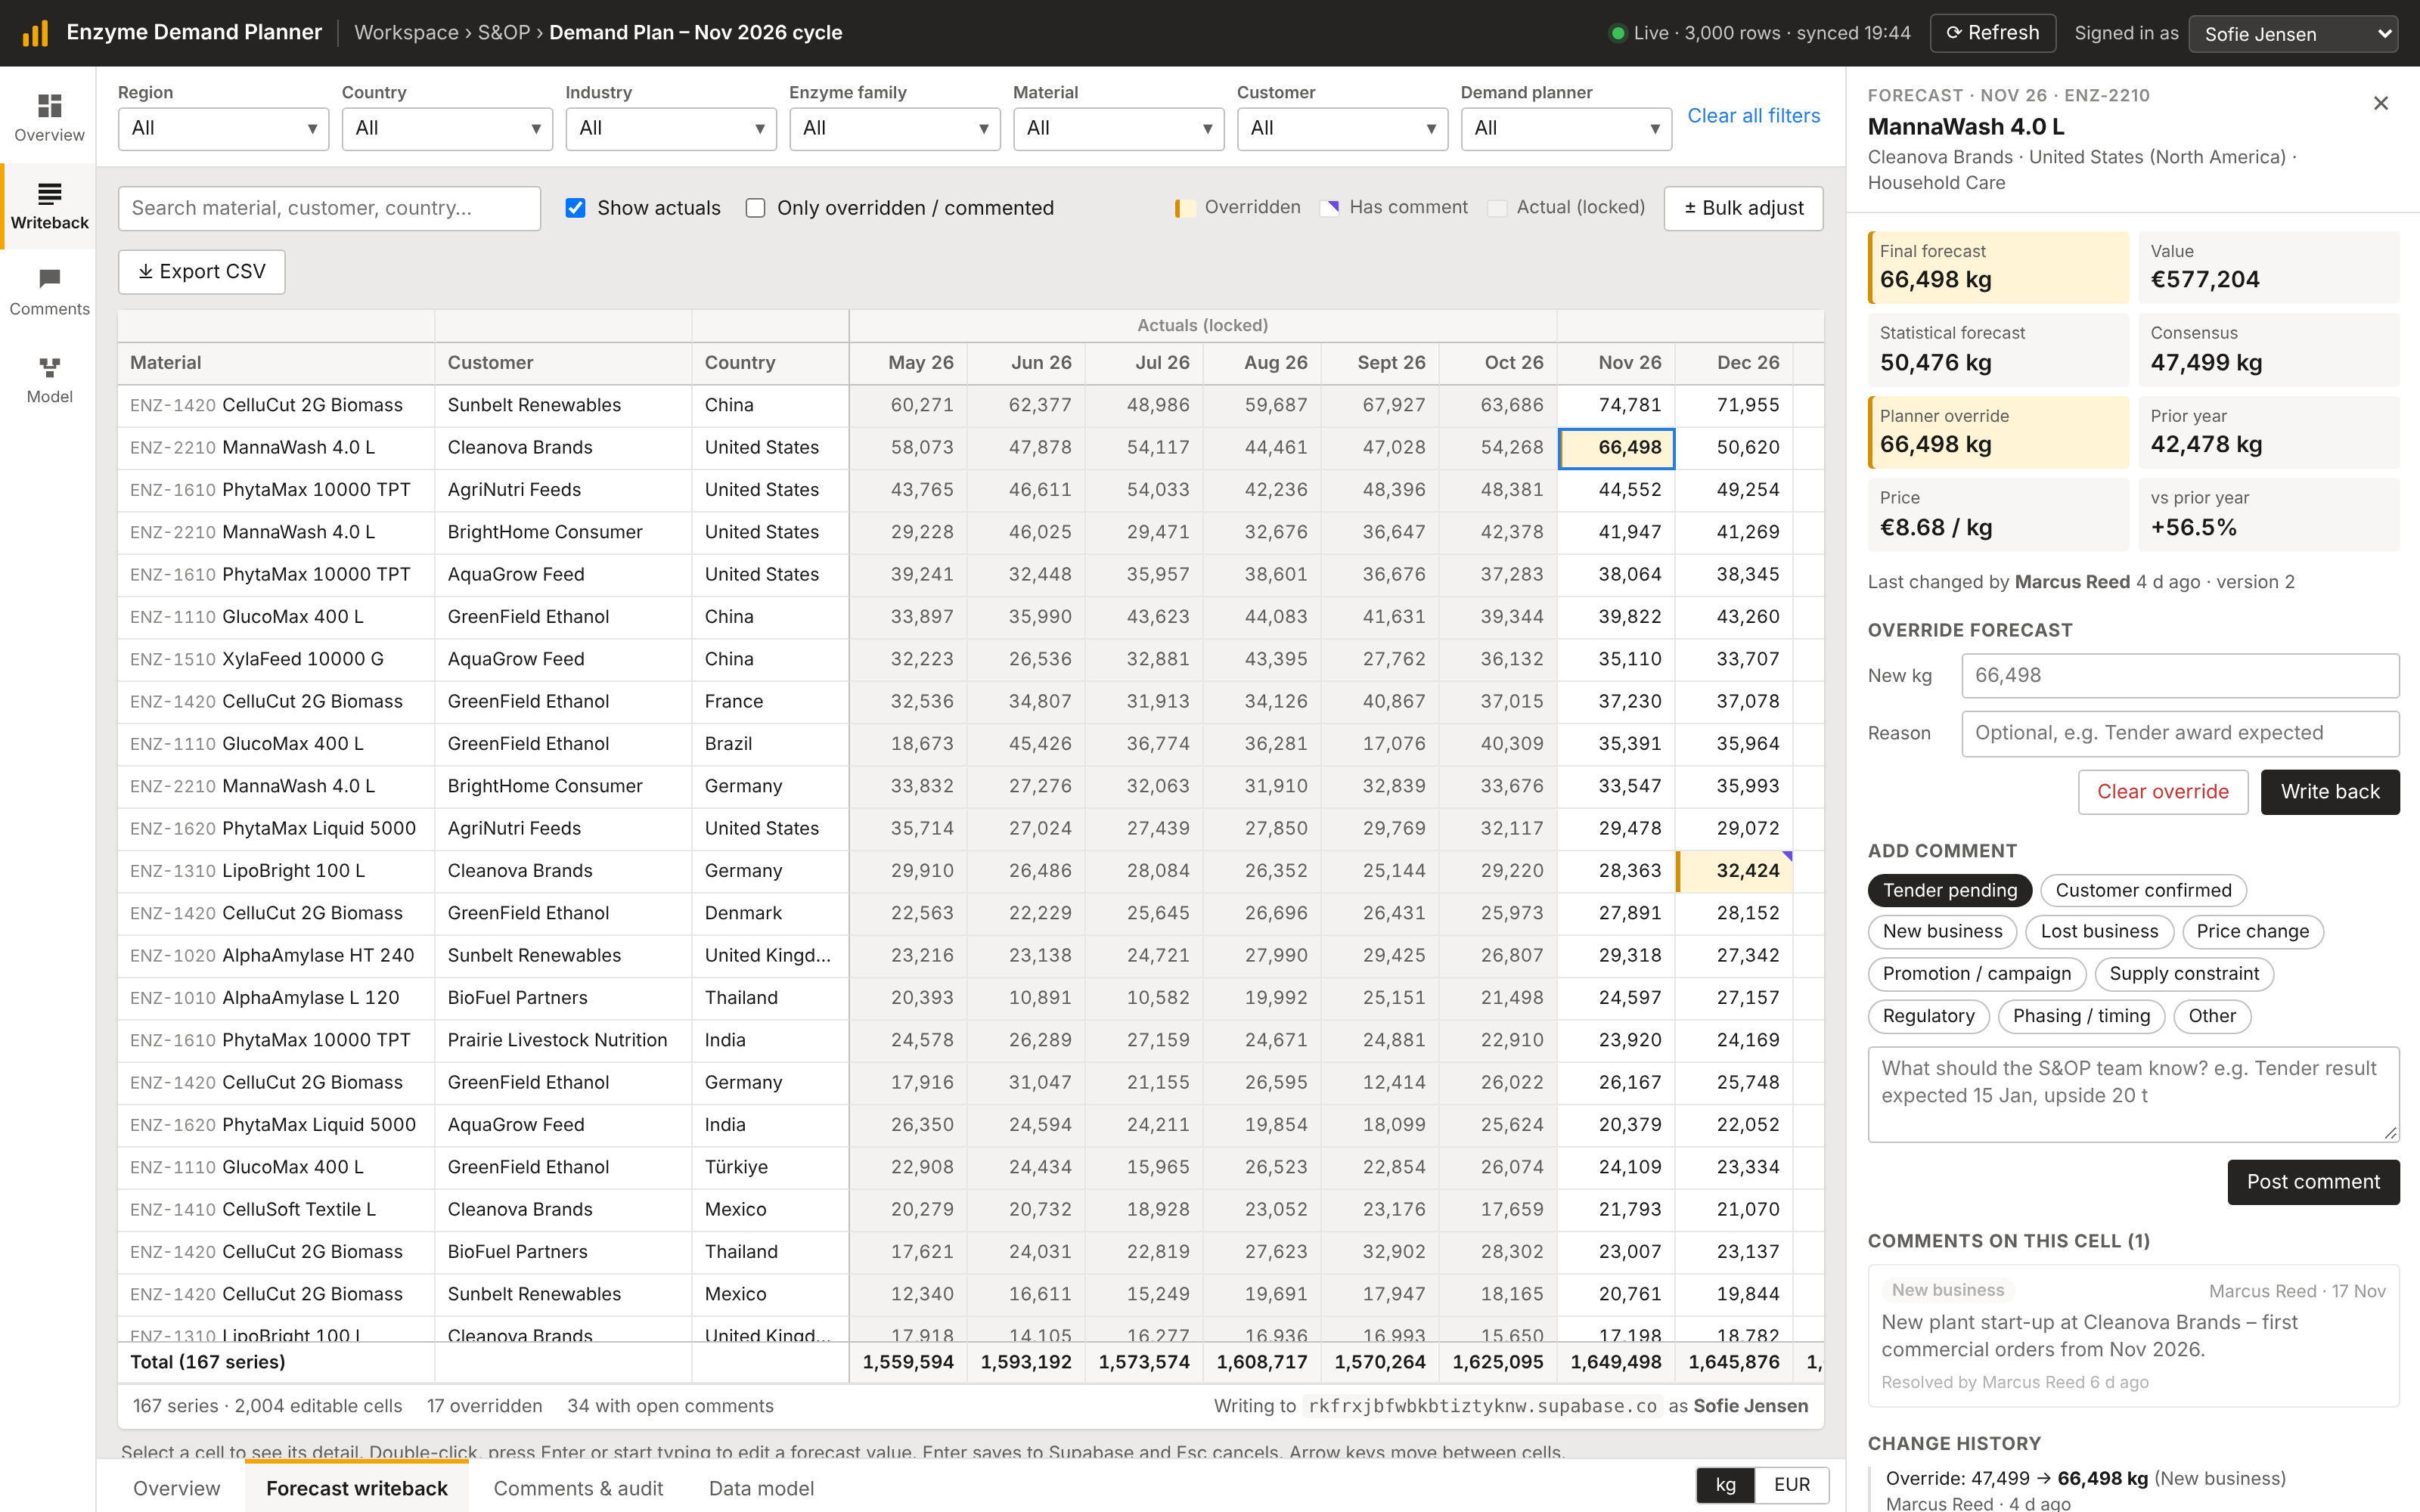 Enzyme Demand Planner
Workspace › S&OP › Demand Plan – Nov 2026 cycle
Live · 3,000 rows · synced 19:44
⟳ Refresh
Signed in as
Sofie Jensen
Overview
Writeback
Comments
Model
Region Country Industry Enzyme family Material Customer Demand planner
All All All All All All All
Clear all filters
Search material, customer, country...
Show actuals
Only overridden / commented
Overridden
Has comment
Actual (locked)
± Bulk adjust
Export CSV
Actuals (locked)
Material Customer Country May 26 Jun 26 Jul 26 Aug 26 Sept 26 Oct 26 Nov 26 Dec 26
ENZ-1420 CelluCut 2G Biomass Sunbelt Renewables China 60,271 62,377 48,986 59,687 67,927 63,686 74,781 71,955
ENZ-2210 MannaWash 4.0 L Cleanova Brands United States 58,073 47,878 54,117 44,461 47,028 54,268 66,498 50,620
ENZ-1610 PhytaMax 10000 TPT AgriNutri Feeds United States 43,765 46,611 54,033 42,236 48,396 48,381 44,552 49,254
ENZ-2210 MannaWash 4.0 L BrightHome Consumer United States 29,228 46,025 29,471 32,676 36,647 42,378 41,947 41,269
ENZ-1610 PhytaMax 10000 TPT AquaGrow Feed United States 39,241 32,448 35,957 38,601 36,676 37,283 38,064 38,345
ENZ-1110 GlucoMax 400 L GreenField Ethanol China 33,897 35,990 43,623 44,083 41,631 39,344 39,822 43,260
ENZ-1510 XylaFeed 10000 G AquaGrow Feed China 32,223 26,536 32,881 43,395 27,762 36,132 35,110 33,707
ENZ-1420 CelluCut 2G Biomass GreenField Ethanol France 32,536 34,807 31,913 34,126 40,867 37,015 37,230 37,078
ENZ-1110 GlucoMax 400 L GreenField Ethanol Brazil 18,673 45,426 36,774 36,281 17,076 40,309 35,391 35,964
ENZ-2210 MannaWash 4.0 L BrightHome Consumer Germany 33,832 27,276 32,063 31,910 32,839 33,676 33,547 35,993
ENZ-1620 PhytaMax Liquid 5000 AgriNutri Feeds United States 35,714 27,024 27,439 27,850 29,769 32,117 29,478 29,072
ENZ-1310 LipoBright 100 L Cleanova Brands Germany 29,910 26,486 28,084 26,352 25,144 29,220 28,363 32,424
ENZ-1420 CelluCut 2G Biomass GreenField Ethanol Denmark 22,563 22,229 25,645 26,696 26,431 25,973 27,891 28,152
ENZ-1020 AlphaAmylase HT 240 Sunbelt Renewables United Kingd... 23,216 23,138 24,721 27,990 29,425 26,807 29,318 27,342
ENZ-1010 AlphaAmylase L 120 BioFuel Partners Thailand 20,393 10,891 10,582 19,992 25,151 21,498 24,597 27,157
ENZ-1610 PhytaMax 10000 TPT Prairie Livestock Nutrition India 24,578 26,289 27,159 24,671 24,881 22,910 23,920 24,169
ENZ-1420 CelluCut 2G Biomass GreenField Ethanol Germany 17,916 31,047 21,155 26,595 12,414 26,022 26,167 25,748
ENZ-1620 PhytaMax Liquid 5000 AquaGrow Feed India 26,350 24,594 24,211 19,854 18,099 25,624 20,379 22,052
ENZ-1110 GlucoMax 400 L GreenField Ethanol Türkiye 22,908 24,434 15,965 26,523 22,854 26,074 24,109 23,334
ENZ-1410 CelluSoft Textile L Cleanova Brands Mexico 20,279 20,732 18,928 23,052 23,176 17,659 21,793 21,070
ENZ-1420 CelluCut 2G Biomass BioFuel Partners Thailand 17,621 24,031 22,819 27,623 32,902 28,302 23,007 23,137
ENZ-1420 CelluCut 2G Biomass Sunbelt Renewables Mexico 12,340 16,611 15,249 19,691 17,947 18,165 20,761 19,844
ENZ-1310 LipoBright 100 L Cleanova Brands United Kingd... 17,918 14,105 16,277 16,936 16,993 15,650 17,198 18,782
Total (167 series) 1,559,594 1,593,192 1,573,574 1,608,717 1,570,264 1,625,095 1,649,498 1,645,876 1,
167 series · 2,004 editable cells 17 overridden 34 with open comments
Writing to rkfrxjbfwbkbtiztyknw.supabase.co as Sofie Jensen
Select a cell to see its detail. Double-click, press Enter or start typing to edit a forecast value. Enter saves to Supabase and Esc cancels. Arrow keys move between cells.
Overview Forecast writeback Comments & audit Data model
kg EUR
FORECAST · NOV 26 · ENZ-2210
MannaWash 4.0 L
Cleanova Brands · United States (North America) ·
Household Care
Final forecast
66,498 kg
Value
€577,204
Statistical forecast
50,476 kg
Consensus
47,499 kg
Planner override
66,498 kg
Prior year
42,478 kg
Price
€8.68 / kg
vs prior year
+56.5%
Last changed by Marcus Reed 4 d ago · version 2
OVERRIDE FORECAST
New kg 66,498
Reason Optional, e.g. Tender award expected
Clear override Write back
ADD COMMENT
Tender pending Customer confirmed
New business Lost business Price change
Promotion / campaign Supply constraint
Regulatory Phasing / timing Other
What should the S&OP team know? e.g. Tender result
expected 15 Jan, upside 20 t
Post comment
COMMENTS ON THIS CELL (1)
New business Marcus Reed · 17 Nov
New plant start-up at Cleanova Brands – first
commercial orders from Nov 2026.
Resolved by Marcus Reed 6 d ago
CHANGE HISTORY
Override: 47,499 → 66,498 kg (New business)
Marcus Reed · 4 d ago